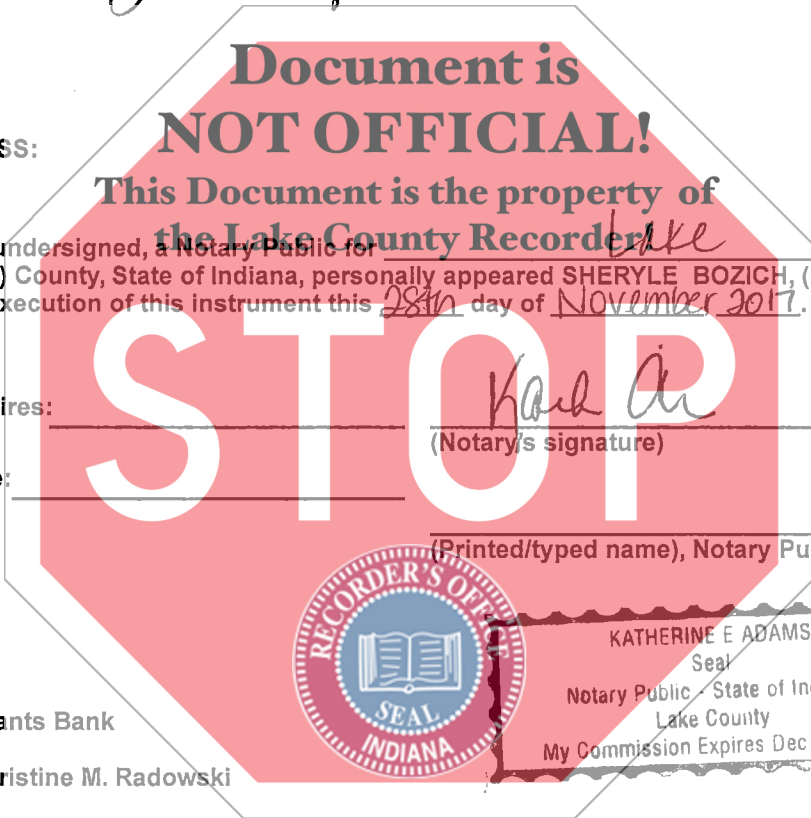 Document is
NOT OFFICIAL!
SS:
This Document is the property of
the Lake County Recorder!
undersigned, a Notary Public for Lake
) County, State of Indiana, personally appeared SHERYLE BOZICH, (
xecution of this instrument this 28th day of November 2017.
STOP
ires:
(Notary's signature)
e:
(Printed/typed name), Notary Pu
RECORDER'S OFFICE
SEAL
INDIANA
KATHERINE E ADAMS
Seal
Notary Public - State of In
Lake County
My Commission Expires Dec
ants Bank
ristine M. Radowski